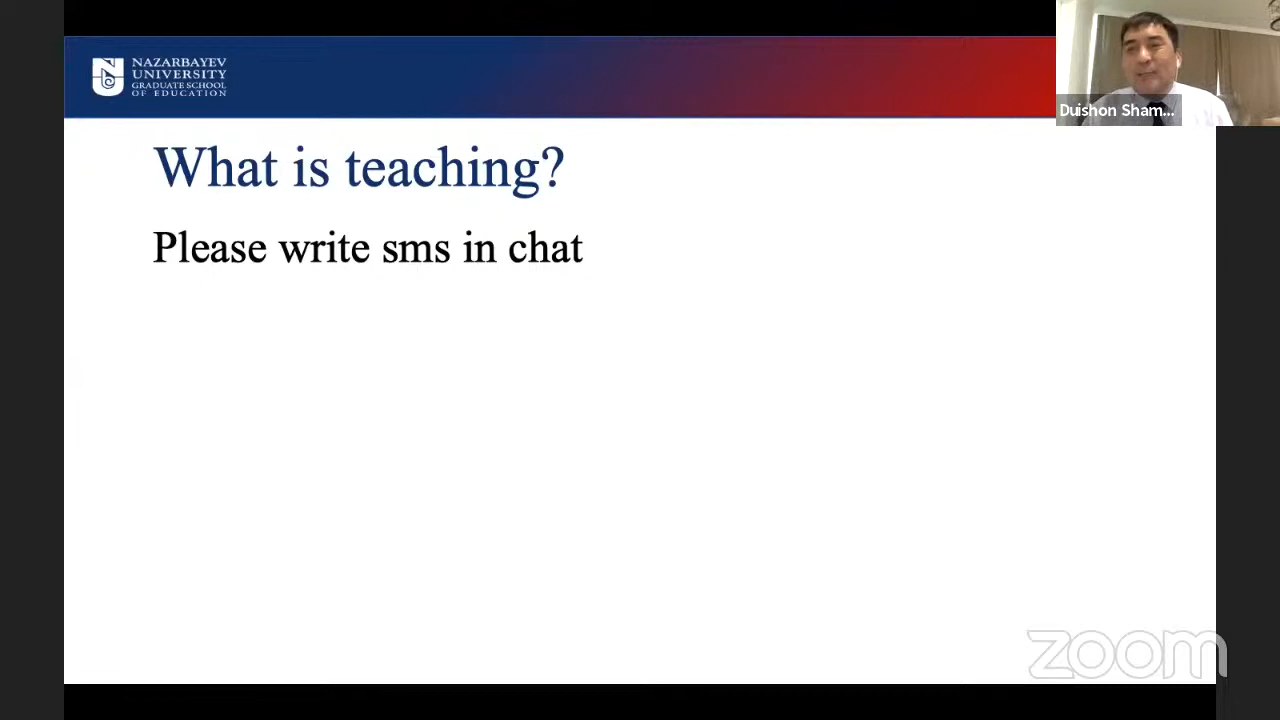 NAZARBAYEV
UNIVERSITY
GRADUATE SCHOOL
OF EDUCATION
Duishon Sham...
What is teaching?
Please write sms in chat
zoom